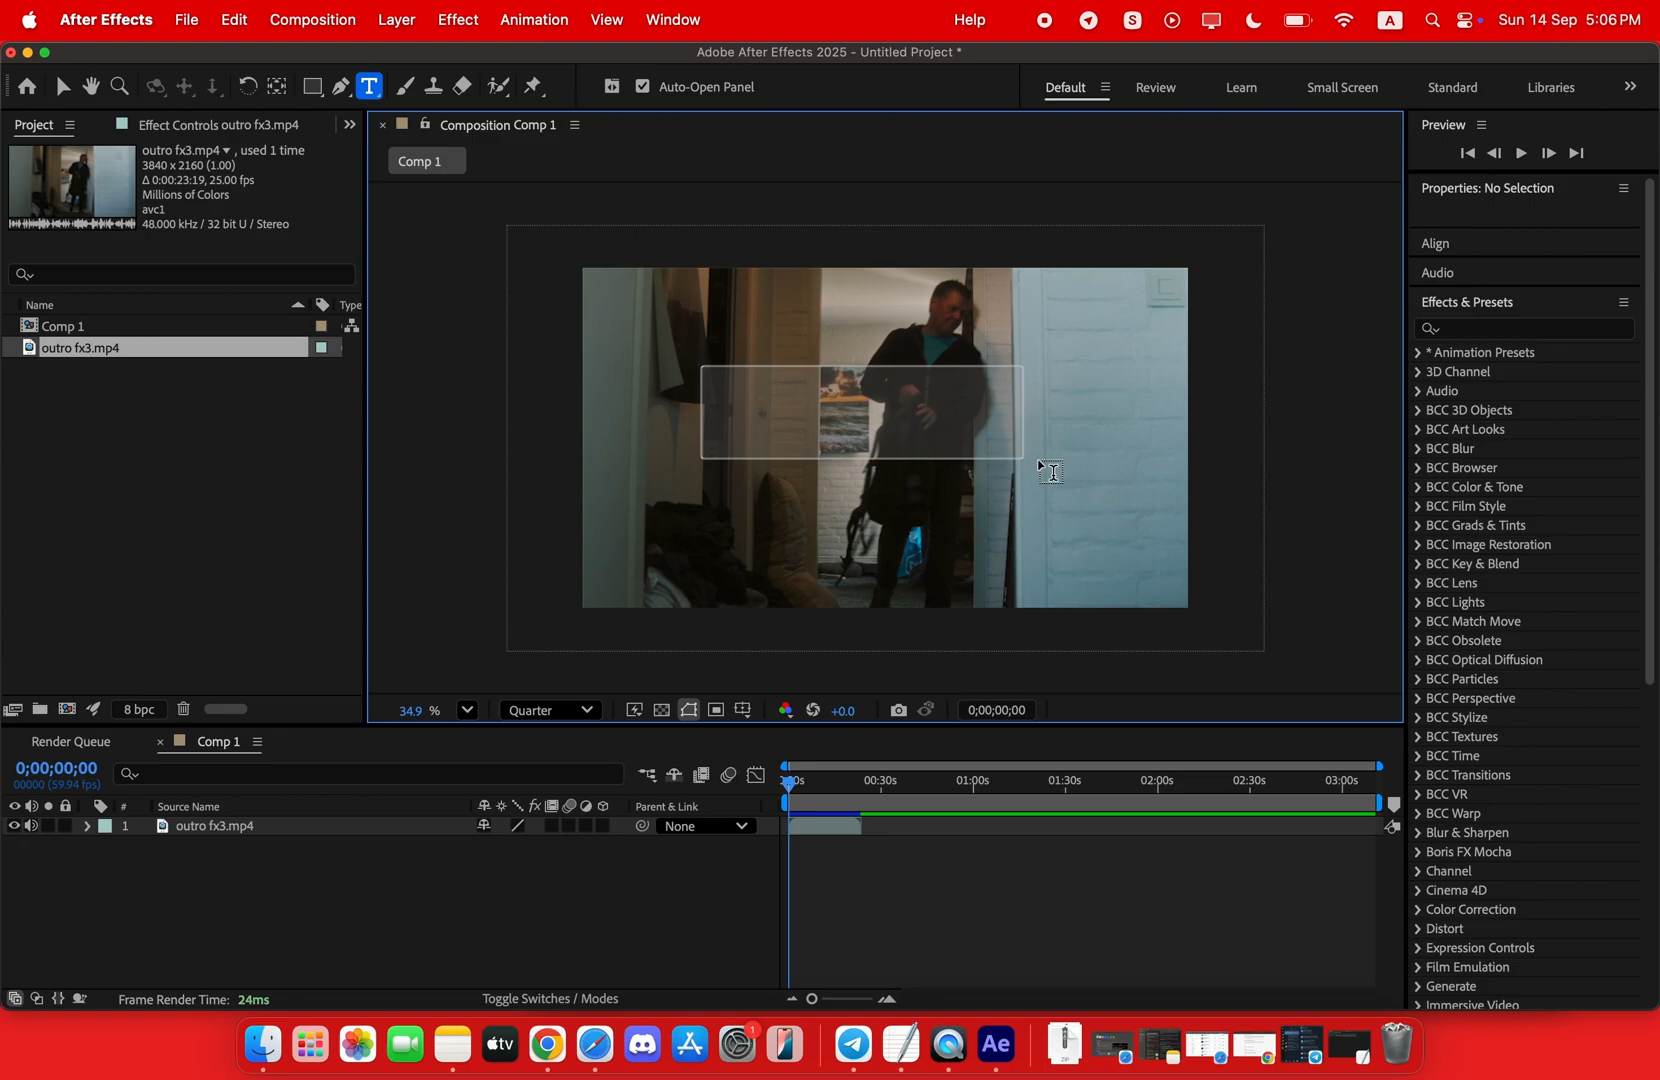 After Effects File Edit Composition Layer Effect Animation View Window Help S A Sun 14 Sep 5:06 PM
Adobe After Effects 2025 - Untitled Project *
T Auto-Open Panel Default Review Learn Small Screen Standard Libraries
Project Effect Controls outro fx3.mp4
outro fx3.mp4 , used 1 time
3840 x 2160 (1.00)
Δ 0:00:23:19, 25.00 fps
Millions of Colors
avc1
48.000 kHz / 32 bit U / Stereo
Name Type
Comp 1
outro fx3.mp4
8 bpc
Composition Comp 1
Comp 1
34.9 % Quarter +0.0 0;00;00;00
Preview
Properties: No Selection
Align
Audio
Effects & Presets
* Animation Presets
3D Channel
Audio
BCC 3D Objects
BCC Art Looks
BCC Blur
BCC Browser
BCC Color & Tone
BCC Film Style
BCC Grads & Tints
BCC Image Restoration
BCC Key & Blend
BCC Lens
BCC Lights
BCC Match Move
BCC Obsolete
BCC Optical Diffusion
BCC Particles
BCC Perspective
BCC Stylize
BCC Textures
BCC Time
BCC Transitions
BCC VR
BCC Warp
Blur & Sharpen
Boris FX Mocha
Channel
Cinema 4D
Color Correction
Distort
Expression Controls
Film Emulation
Generate
Immersive Video
Render Queue Comp 1
0;00;00;00
00000 (59.94 fps)
00:30s 01:00s 01:30s 02:00s 02:30s 03:00s
# Source Name fx Parent & Link
1 outro fx3.mp4 None
Frame Render Time: 24ms Toggle Switches / Modes
tv 1 Ae ZIP